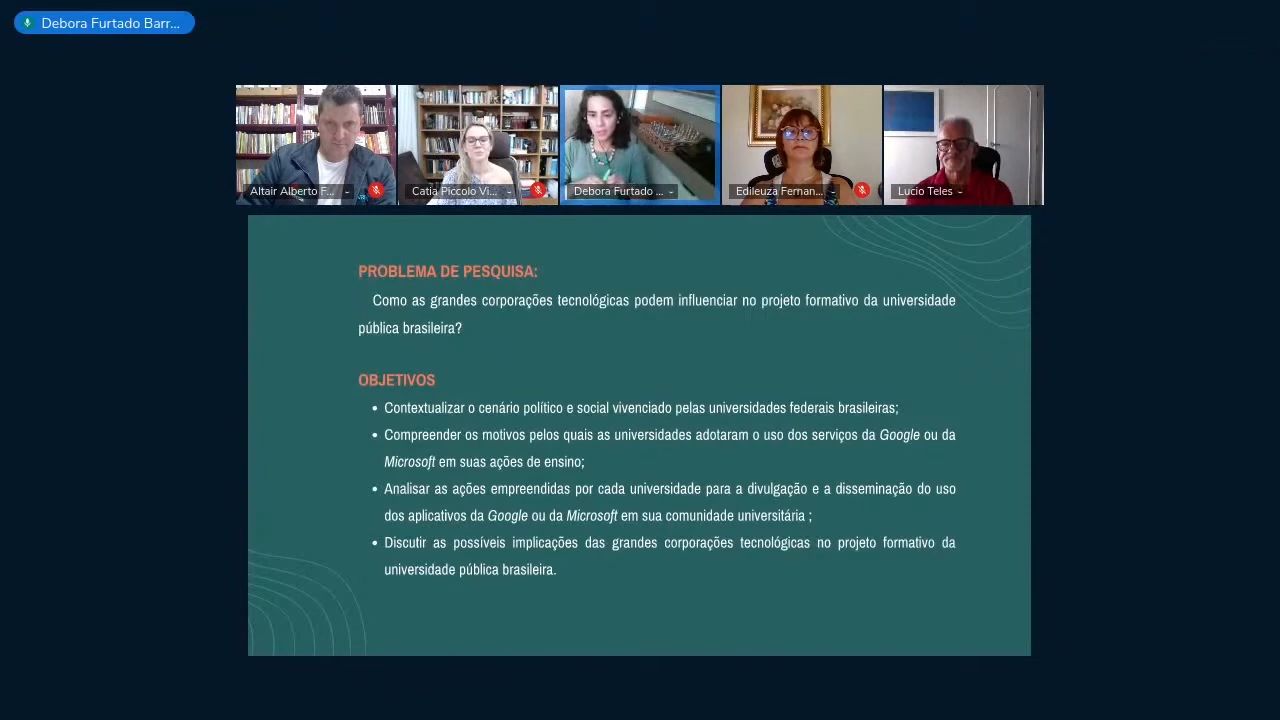 Debora Furtado Barr...
Altair Alberto F...
Catia Piccolo Vi...
Debora Furtado ...
Edileuza Fernan...
Lucio Teles
PROBLEMA DE PESQUISA:
Como as grandes corporações tecnológicas podem influenciar no projeto formativo da universidade
pública brasileira?
OBJETIVOS
• Contextualizar o cenário político e social vivenciado pelas universidades federais brasileiras;
• Compreender os motivos pelos quais as universidades adotaram o uso dos serviços da Google ou da
Microsoft em suas ações de ensino;
• Analisar as ações empreendidas por cada universidade para a divulgação e a disseminação do uso
dos aplicativos da Google ou da Microsoft em sua comunidade universitária ;
• Discutir as possíveis implicações das grandes corporações tecnológicas no projeto formativo da
universidade pública brasileira.